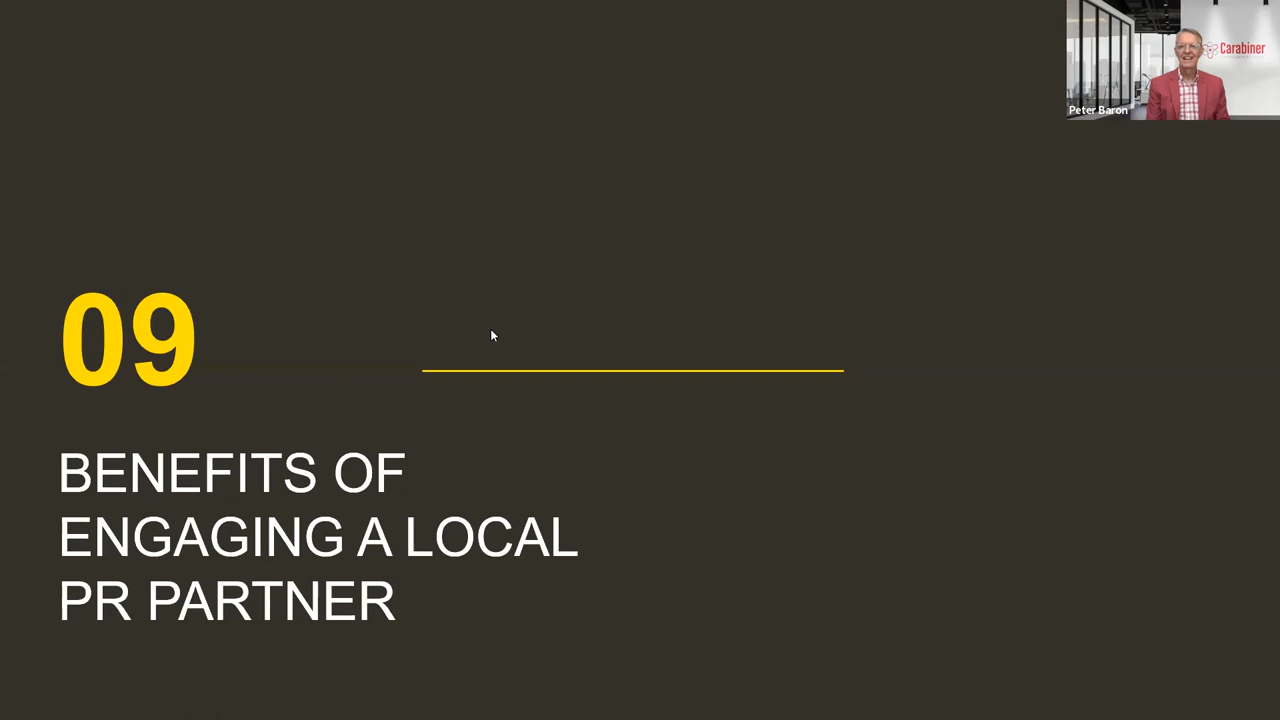 Carabiner
Peter Baron
09
BENEFITS OF
ENGAGING A LOCAL
PR PARTNER